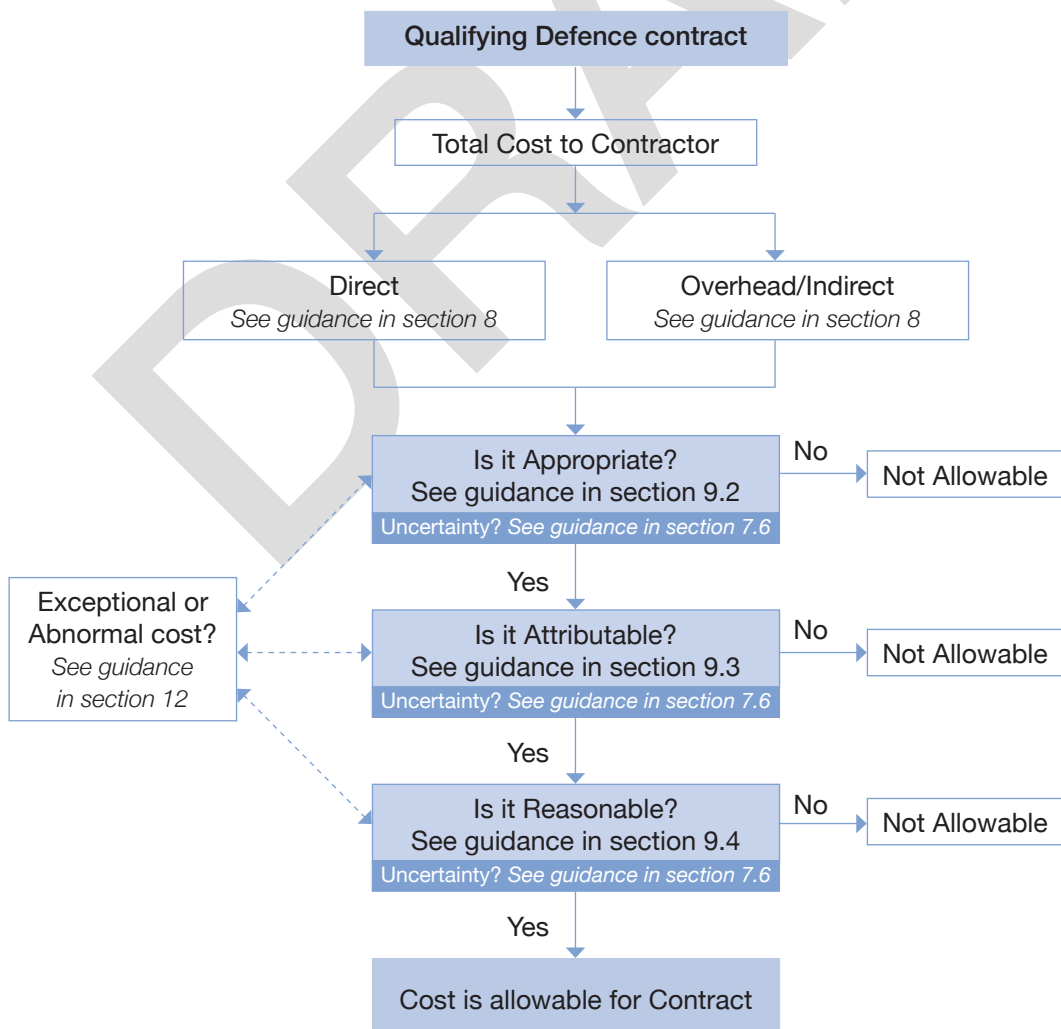 Qualifying Defence contract
Total Cost to Contractor
Direct
See guidance in section 8
Overhead/Indirect
See guidance in section 8
Is it Appropriate?
See guidance in section 9.2
Uncertainty? See guidance in section 7.6
No
Not Allowable
Yes
Exceptional or
Abnormal cost?
See guidance
in section 12
Is it Attributable?
See guidance in section 9.3
Uncertainty? See guidance in section 7.6
No
Not Allowable
Yes
Is it Reasonable?
See guidance in section 9.4
Uncertainty? See guidance in section 7.6
No
Not Allowable
Yes
Cost is allowable for Contract
DRA